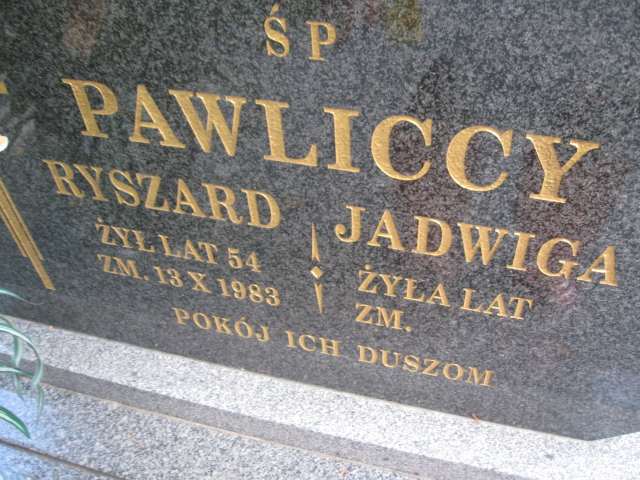 ŚP
PAWLICCY
RYSZARD
ŻYŁ LAT 54
ZM. 13 X 1983
JADWIGA
ŻYŁA LAT
ZM.
POKÓJ ICH DUSZOM